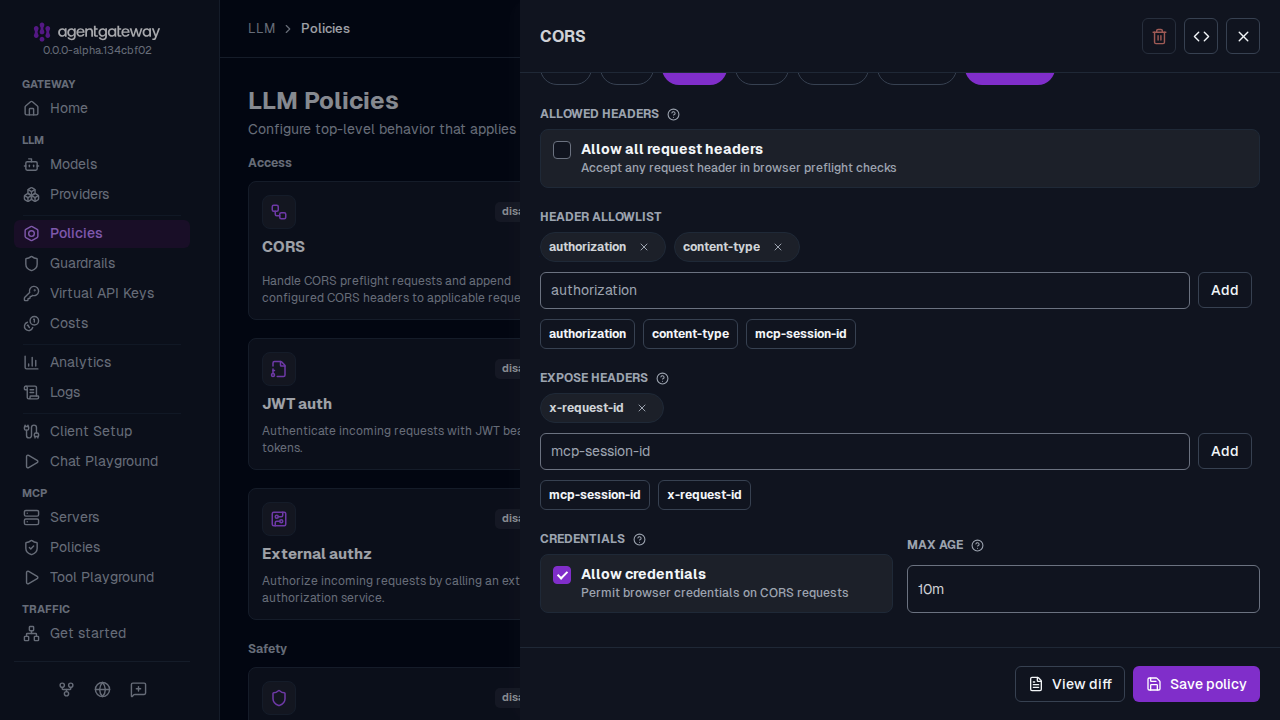 agentgateway
0.0.0-alpha.134cbf02
GATEWAY
Home
LLM
Models
Providers
Policies
Guardrails
Virtual API Keys
Costs
Analytics
Logs
Client Setup
Chat Playground
MCP
Servers
Policies
Tool Playground
TRAFFIC
Get started
LLM
Policies
LLM Policies
Configure top-level behavior that applies
Access
CORS
Handle CORS preflight requests and append
configured CORS headers to applicable
JWT auth
Authenticate incoming requests with JWT
tokens.
External authz
Authorize incoming requests by calling an
authorization service.
Safety
CORS
ALLOWED HEADERS
Allow all request headers
Accept any request header in browser preflight checks
HEADER ALLOWLIST
authorization
content-type
authorization
Add
authorization
content-type
mcp-session-id
EXPOSE HEADERS
x-request-id
mcp-session-id
Add
mcp-session-id
x-request-id
CREDENTIALS
Allow credentials
Permit browser credentials on CORS requests
MAX AGE
10m
View diff
Save policy